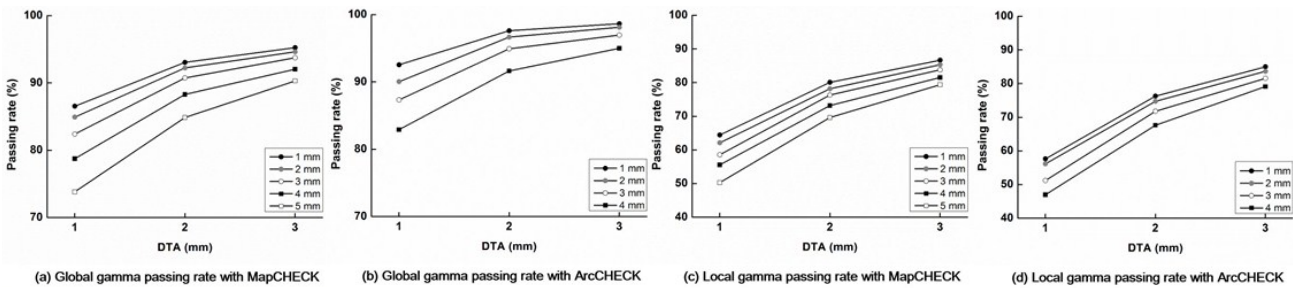 100
90
80
70
Passing rate (%)
1 mm
2 mm
3 mm
4 mm
5 mm
1 2 3
DTA (mm)
(a) Global gamma passing rate with MapCHECK
100
90
80
70
Passing rate (%)
1 mm
2 mm
3 mm
4 mm
1 2 3
DTA (mm)
(b) Global gamma passing rate with ArcCHECK
100
90
80
70
60
50
40
Passing rate (%)
1 mm
2 mm
3 mm
4 mm
5 mm
1 2 3
DTA (mm)
(c) Local gamma passing rate with MapCHECK
100
90
80
70
60
50
40
Passing rate (%)
1 mm
2 mm
3 mm
4 mm
1 2 3
DTA (mm)
(d) Local gamma passing rate with ArcCHECK